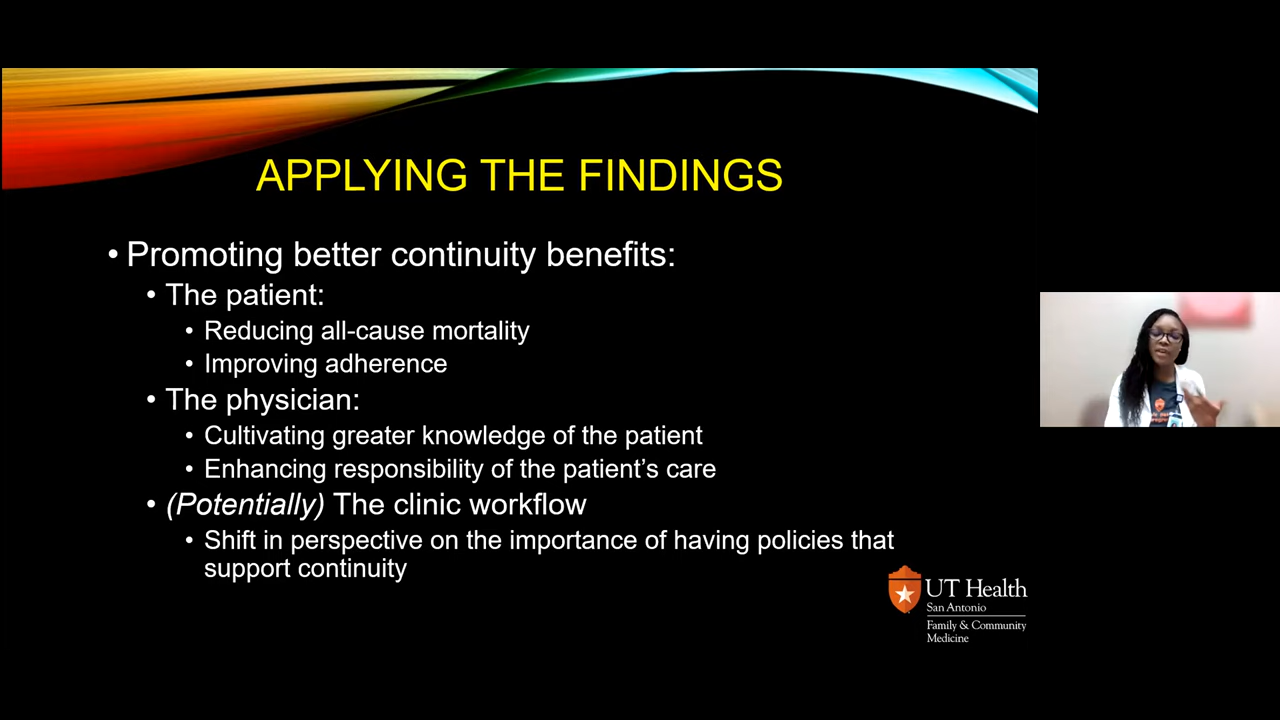 APPLYING THE FINDINGS
• Promoting better continuity benefits:
• The patient:
• Reducing all-cause mortality
• Improving adherence
• The physician:
• Cultivating greater knowledge of the patient
• Enhancing responsibility of the patient's care
• (Potentially) The clinic workflow
• Shift in perspective on the importance of having policies that
support continuity
UT Health
San Antonio
Family & Community
Medicine